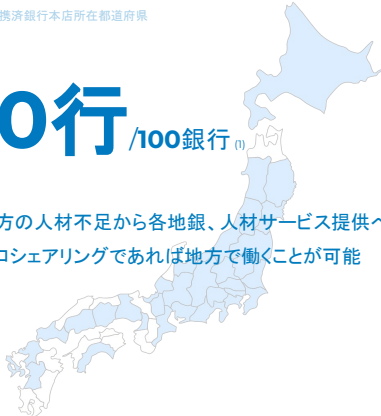 携済銀行本店所在都道府県
0行/100銀行(1)
方の人材不足から各地銀、人材サービス提供へ
コシェアリングであれば地方で働くことが可能